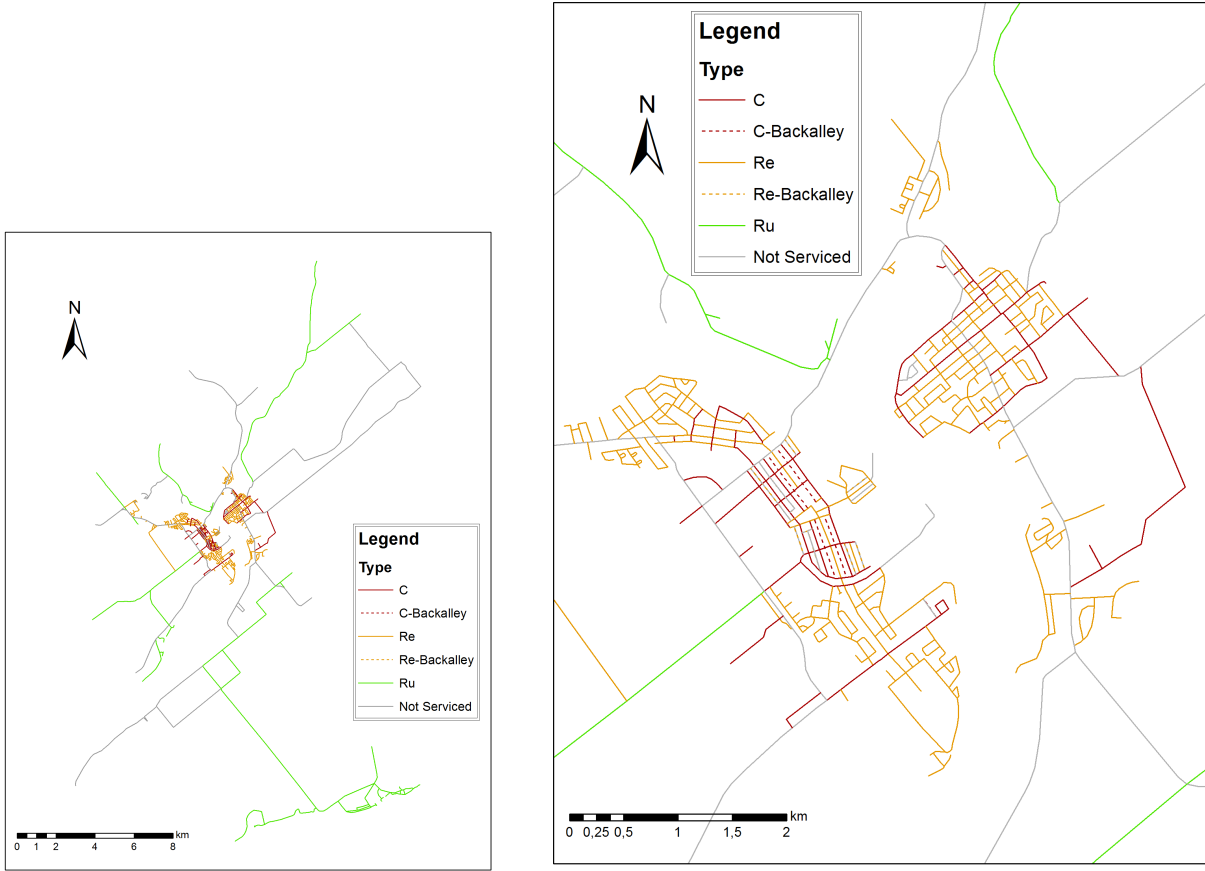 N
Legend
Type
C
C-Backalley
Re
Re-Backalley
Ru
Not Serviced
km
0 1 2 4 6 8
Legend
Type
C
C-Backalley
Re
Re-Backalley
Ru
Not Serviced
N
km
0 0,25 0,5 1 1,5 2